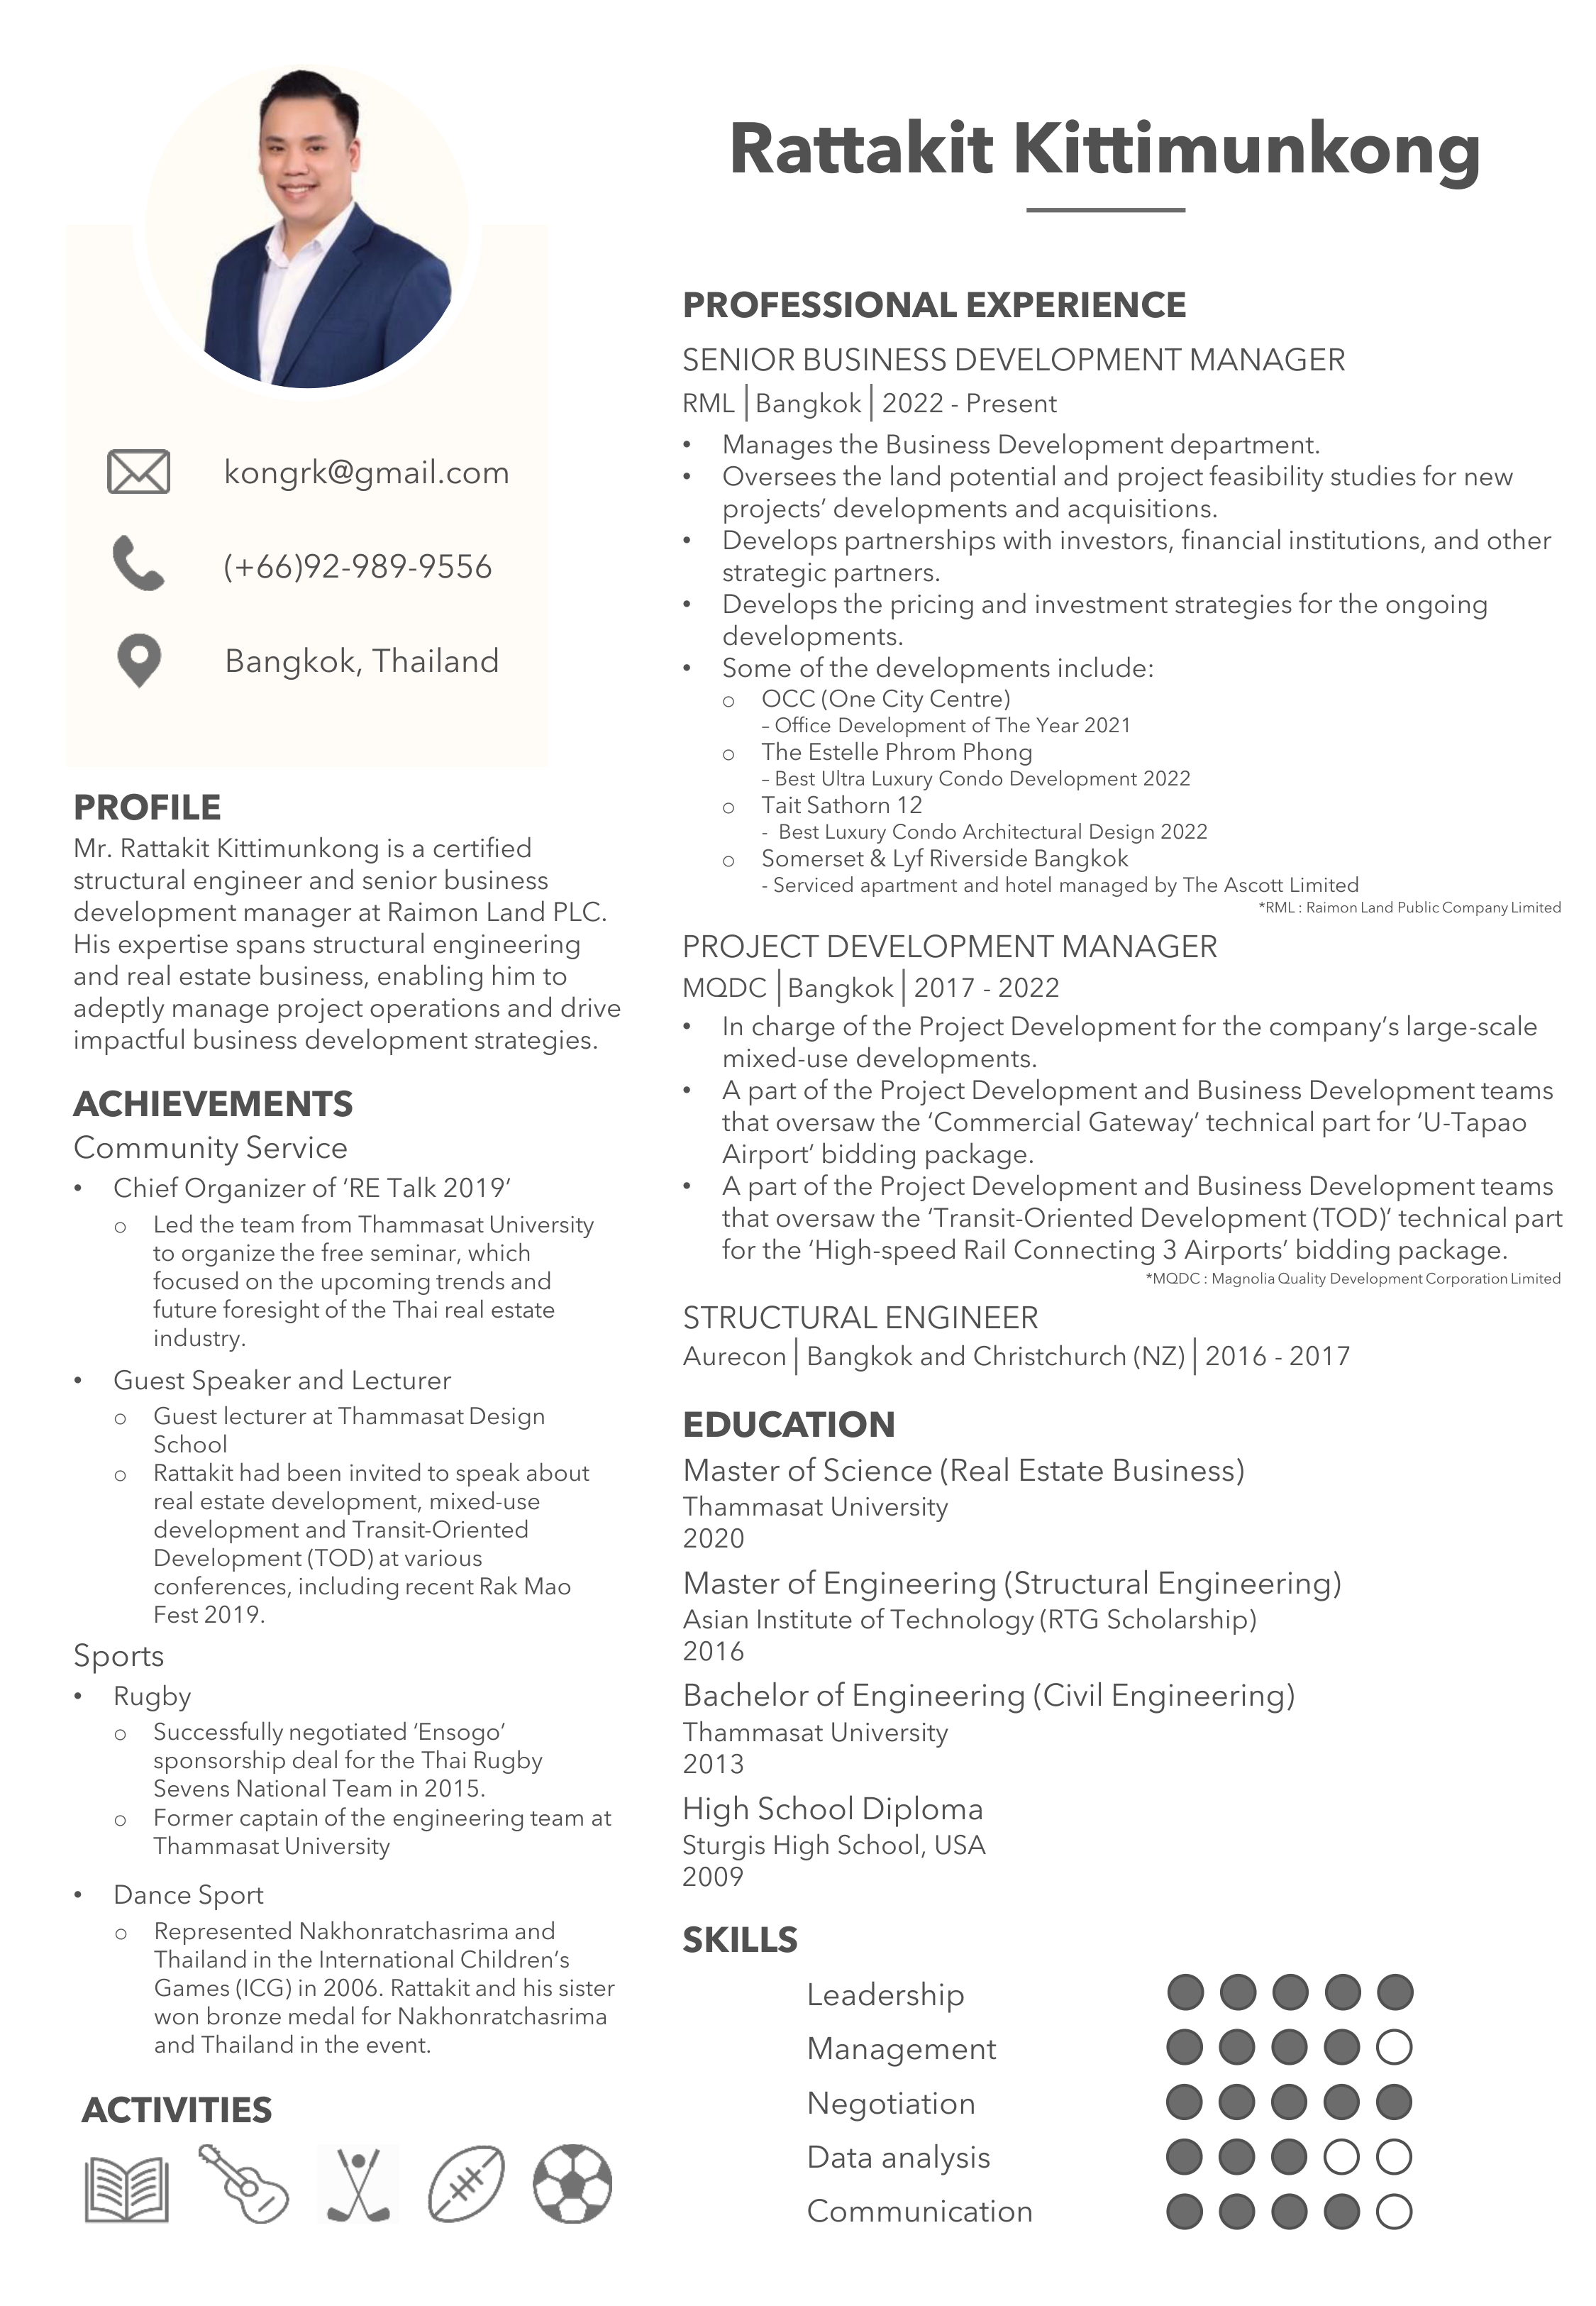 Rattakit Kittimunkong
kongrk@gmail.com
(+66)92-989-9556
Bangkok, Thailand
PROFILE
Mr. Rattakit Kittimunkong is a certified
structural engineer and senior business
development manager at Raimon Land PLC.
His expertise spans structural engineering
and real estate business, enabling him to
adeptly manage project operations and drive
impactful business development strategies.
ACHIEVEMENTS
Community Service
• Chief Organizer of ‘RE Talk 2019’
o Led the team from Thammasat University
to organize the free seminar, which
focused on the upcoming trends and
future foresight of the Thai real estate
industry.
• Guest Speaker and Lecturer
o Guest lecturer at Thammasat Design
School
o Rattakit had been invited to speak about
real estate development, mixed-use
development and Transit-Oriented
Development (TOD) at various
conferences, including recent Rak Mao
Fest 2019.
Sports
• Rugby
o Successfully negotiated ‘Ensogo’
sponsorship deal for the Thai Rugby
Sevens National Team in 2015.
o Former captain of the engineering team at
Thammasat University
• Dance Sport
o Represented Nakhonratchasrima and
Thailand in the International Children’s
Games (ICG) in 2006. Rattakit and his sister
won bronze medal for Nakhonratchasrima
and Thailand in the event.
ACTIVITIES
PROFESSIONAL EXPERIENCE
SENIOR BUSINESS DEVELOPMENT MANAGER
RML | Bangkok | 2022 - Present
• Manages the Business Development department.
• Oversees the land potential and project feasibility studies for new
projects’ developments and acquisitions.
• Develops partnerships with investors, financial institutions, and other
strategic partners.
• Develops the pricing and investment strategies for the ongoing
developments.
• Some of the developments include:
o OCC (One City Centre)
– Office Development of The Year 2021
o The Estelle Phrom Phong
– Best Ultra Luxury Condo Development 2022
o Tait Sathorn 12
- Best Luxury Condo Architectural Design 2022
o Somerset & Lyf Riverside Bangkok
- Serviced apartment and hotel managed by The Ascott Limited
*RML : Raimon Land Public Company Limited
PROJECT DEVELOPMENT MANAGER
MQDC | Bangkok | 2017 - 2022
• In charge of the Project Development for the company’s large-scale
mixed-use developments.
• A part of the Project Development and Business Development teams
that oversaw the ‘Commercial Gateway’ technical part for ‘U-Tapao
Airport’ bidding package.
• A part of the Project Development and Business Development teams
that oversaw the ‘Transit-Oriented Development (TOD)’ technical part
for the ‘High-speed Rail Connecting 3 Airports’ bidding package.
*MQDC : Magnolia Quality Development Corporation Limited
STRUCTURAL ENGINEER
Aurecon | Bangkok and Christchurch (NZ) | 2016 - 2017
EDUCATION
Master of Science (Real Estate Business)
Thammasat University
2020
Master of Engineering (Structural Engineering)
Asian Institute of Technology (RTG Scholarship)
2016
Bachelor of Engineering (Civil Engineering)
Thammasat University
2013
High School Diploma
Sturgis High School, USA
2009
SKILLS
Leadership
Management
Negotiation
Data analysis
Communication